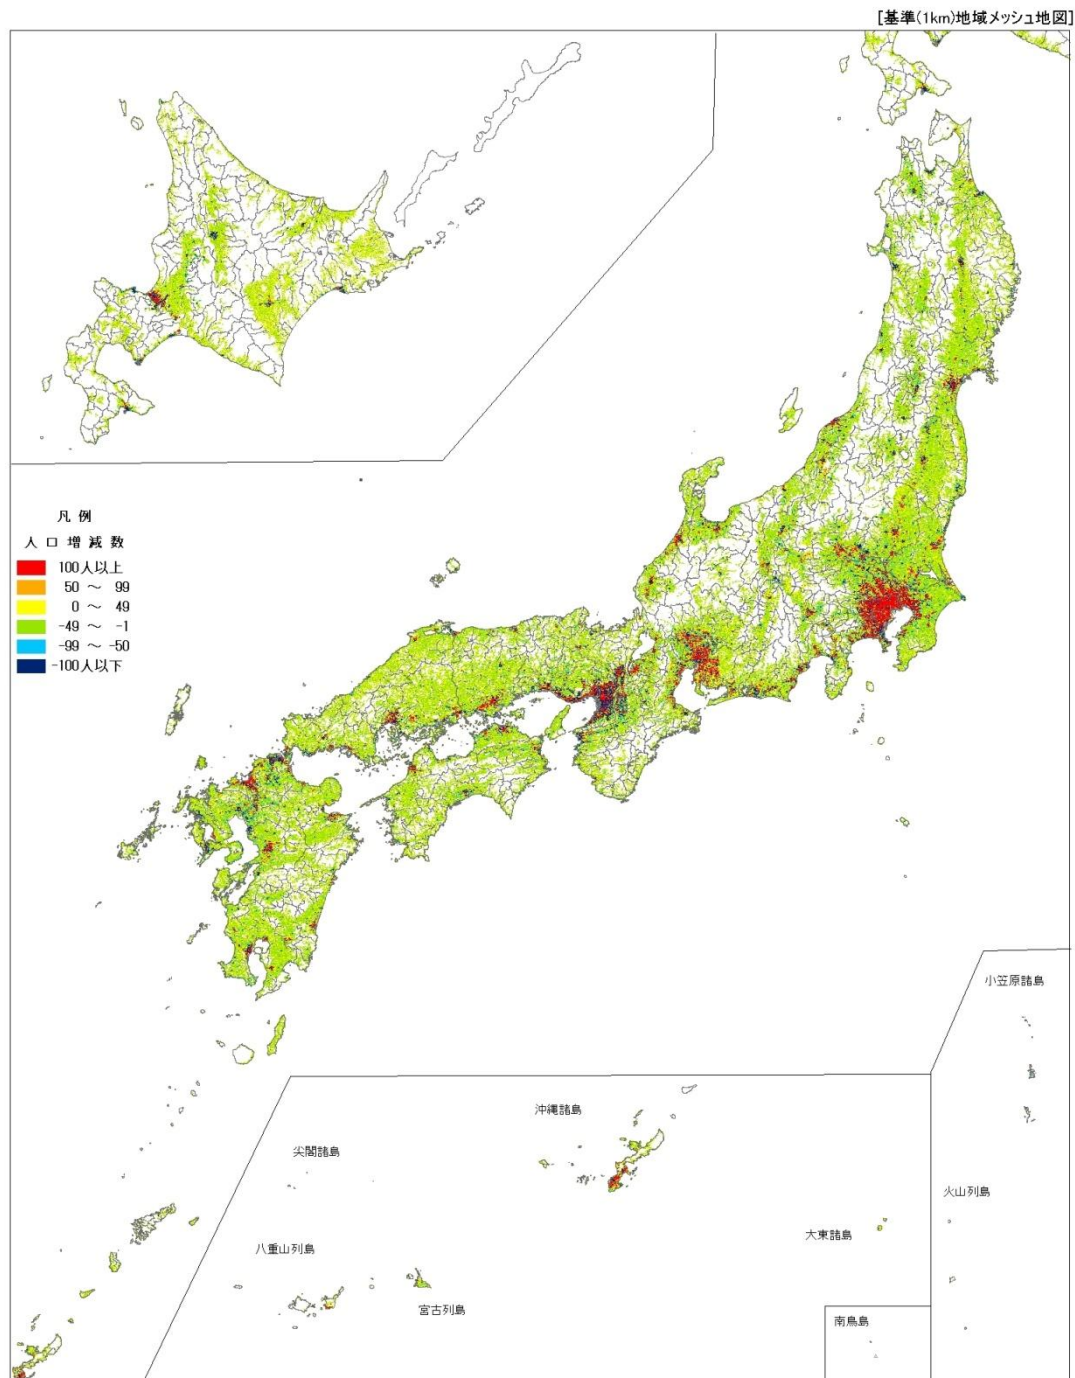 [基準(1km)地域メッシュ地図]
凡 例
人 口 増 減 数
100人以上
50 ～ 99
0 ～ 49
-49 ～ -1
-99 ～ -50
-100人以下
小笠原諸島
沖縄諸島
尖閣諸島
火山列島
大東諸島
八重山列島
宮古列島
南鳥島